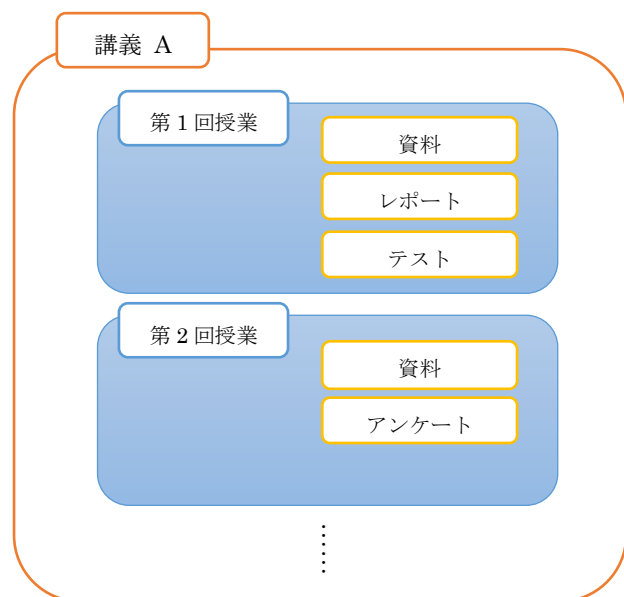 講義 A
第 1 回授業
資料
レポート
テスト
第 2 回授業
資料
アンケート
⋮